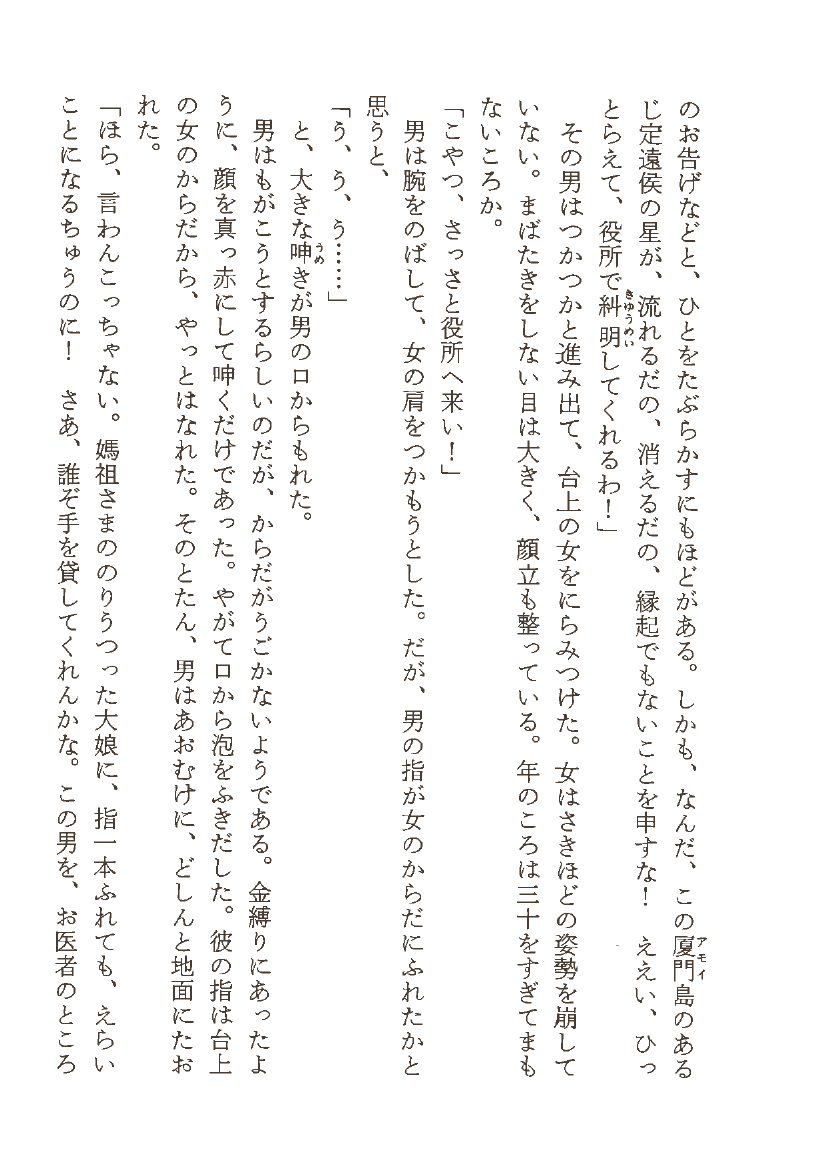 のお告げなどと、ひとをたぶらかすにもほどがある。しかも、なんだ、この厦門島のある
じ定遠侯の星が、流れるだの、消えるだの、縁起でもないことを申すな！　ええい、ひっ
とらえて、役所で糾明してくれるわ！」
　その男はつかつかと進み出て、台上の女をにらみつけた。女はさきほどの姿勢を崩して
いない。まばたきをしない目は大きく、顔立も整っている。年のころは三十をすぎてまも
ないころか。
「こやつ、さっさと役所へ来い！」
　男は腕をのばして、女の肩をつかもうとした。だが、男の指が女のからだにふれたかと
思うと、
「う、う、う……」
　と、大きな呻きが男の口からもれた。
　男はもがこうとするらしいのだが、からだがうごかないようである。金縛りにあったよ
うに、顔を真っ赤にして呻くだけであった。やがて口から泡をふきだした。彼の指は台上
の女のからだから、やっとはなれた。そのとたん、男はあおむけに、どしんと地面にたお
れた。
「ほら、言わんこっちゃない。媽祖さまののりうつった大娘に、指一本ふれても、えらい
ことになるちゅうのに！　さあ、誰ぞ手を貸してくれんかな。この男を、お医者のところ